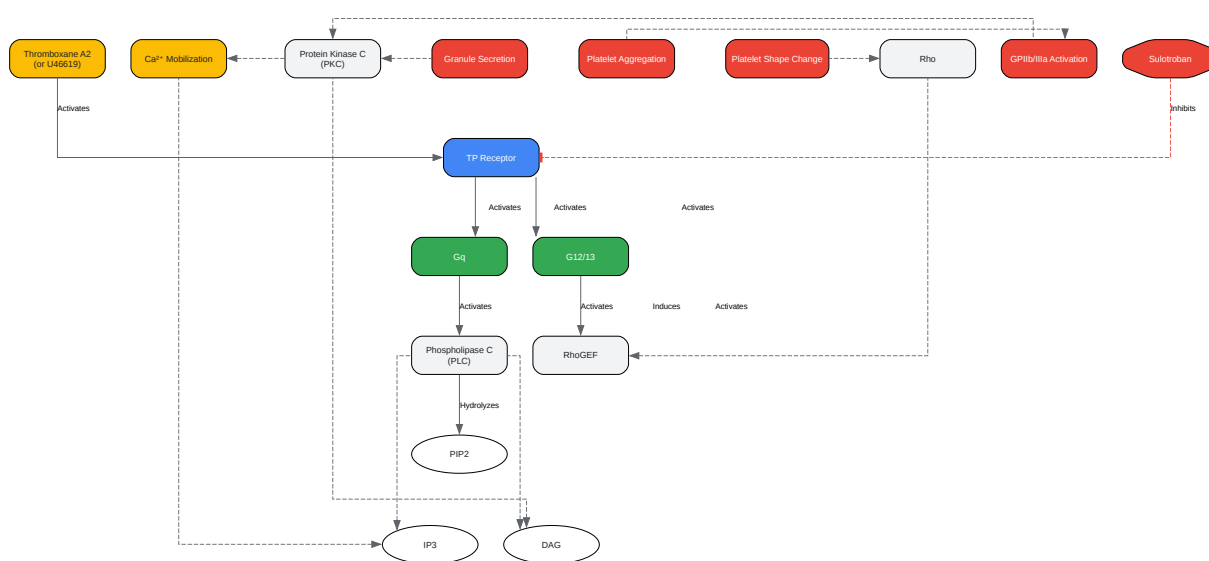 Thromboxane A2
(or U46619)
Ca²⁺ Mobilization
Protein Kinase C
(PKC)
Granule Secretion
Platelet Aggregation
Platelet Shape Change
Rho
GPIIb/IIIa Activation
Sulotroban
Activates
Inhibits
TP Receptor
Activates
Activates
Activates
Gq
G12/13
Activates
Activates
Induces
Activates
Phospholipase C
(PLC)
RhoGEF
Hydrolyzes
PIP2
IP3
DAG